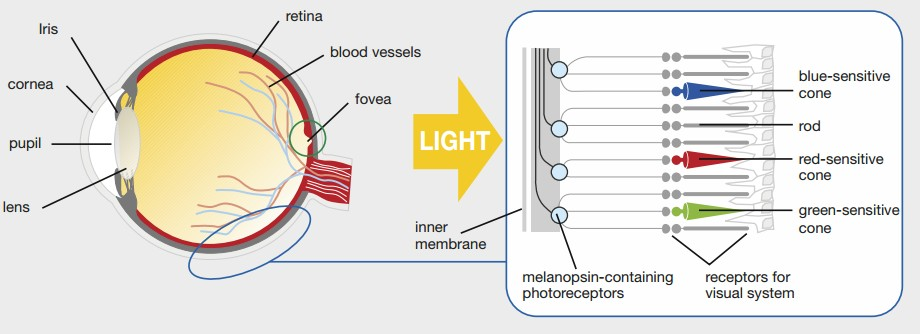 retina
Iris
blood vessels
cornea
fovea
pupil
lens
LIGHT
inner
membrane
blue-sensitive
cone
rod
red-sensitive
cone
green-sensitive
cone
melanopsin-containing
photoreceptors
receptors for
visual system